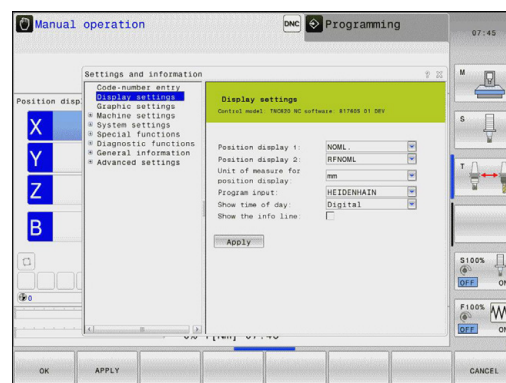 Manual operation
DNC
Programming
07:45
Settings and information
Code-number entry
Display settings
Graphic settings
Machine settings
System settings
Special functions
Diagnostic functions
General information
Advanced settings
Display settings
Control model: TNC620 NC software: 817605 01 DEV
Position display 1: NOML.
Position display 2: RFNOML
Unit of measure for position display: mm
Program input: HEIDENHAIN
Show time of day: Digital
Show the info line:
Apply
Position disp
X
Y
Z
B
0
M
S
T
S100%
OFF ON
F100%
OFF ON
OK
APPLY
CANCEL